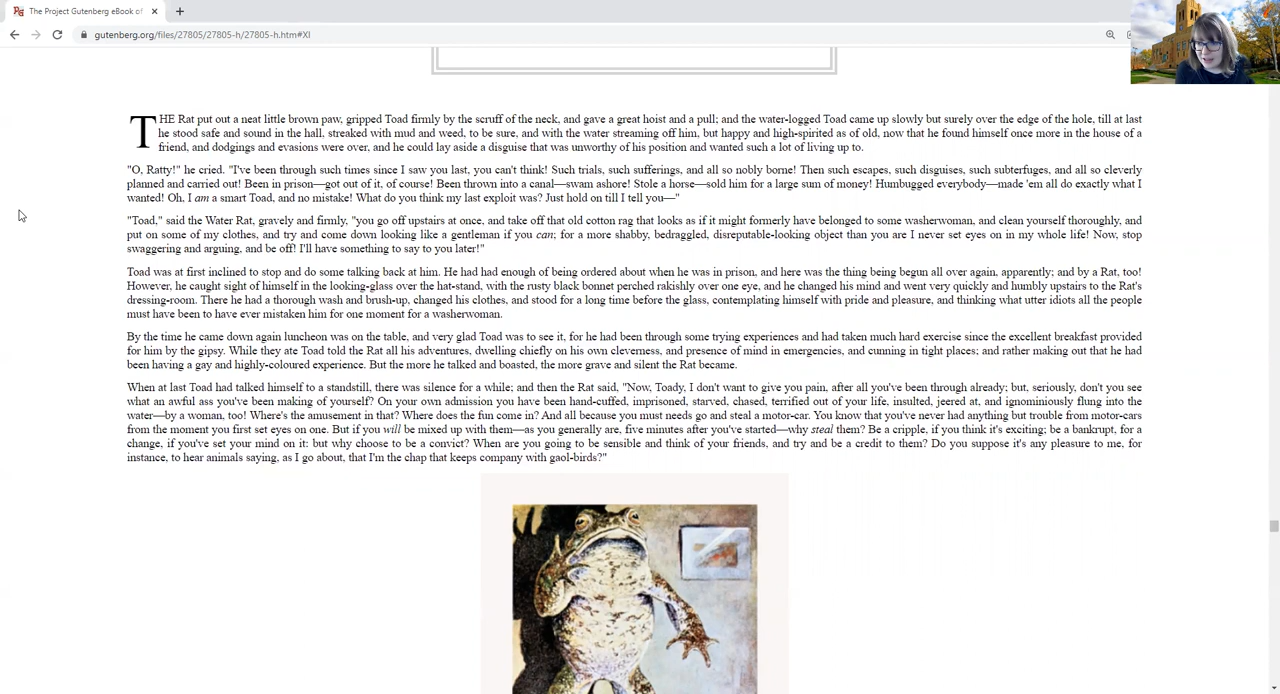 The Project Gutenberg eBook of
gutenberg.org/files/27805/27805-h/27805-h.htm#XI
THE Rat put out a neat little brown paw, gripped Toad firmly by the scruff of the neck, and gave a great hoist and a pull; and the water-logged Toad came up slowly but surely over the edge of the hole, till at last
he stood safe and sound in the hall, streaked with mud and weed, to be sure, and with the water streaming off him, but happy and high-spirited as of old, now that he found himself once more in the house of a
friend, and dodgings and evasions were over, and he could lay aside a disguise that was unworthy of his position and wanted such a lot of living up to.
"O, Ratty!" he cried. "I've been through such times since I saw you last, you can't think! Such trials, such sufferings, and all so nobly borne! Then such escapes, such disguises, such subterfuges, and all so cleverly
planned and carried out! Been in prison—got out of it, of course! Been thrown into a canal—swam ashore! Stole a horse—sold him for a large sum of money! Humbugged everybody—made 'em all do exactly what I
wanted! Oh, I am a smart Toad, and no mistake! What do you think my last exploit was? Just hold on till I tell you—"
"Toad," said the Water Rat, gravely and firmly, "you go off upstairs at once, and take off that old cotton rag that looks as if it might formerly have belonged to some washerwoman, and clean yourself thoroughly, and
put on some of my clothes, and try and come down looking like a gentleman if you can; for a more shabby, bedraggled, disreputable-looking object than you are I never set eyes on in my whole life! Now, stop
swaggering and arguing, and be off! I'll have something to say to you later!"
Toad was at first inclined to stop and do some talking back at him. He had had enough of being ordered about when he was in prison, and here was the thing being begun all over again, apparently; and by a Rat, too!
However, he caught sight of himself in the looking-glass over the hat-stand, with the rusty black bonnet perched rakishly over one eye, and he changed his mind and went very quickly and humbly upstairs to the Rat's
dressing-room. There he had a thorough wash and brush-up, changed his clothes, and stood for a long time before the glass, contemplating himself with pride and pleasure, and thinking what utter idiots all the people
must have been to have ever mistaken him for one moment for a washerwoman.
By the time he came down again luncheon was on the table, and very glad Toad was to see it, for he had been through some trying experiences and had taken much hard exercise since the excellent breakfast provided
for him by the gipsy. While they ate Toad told the Rat all his adventures, dwelling chiefly on his own cleverness, and presence of mind in emergencies, and cunning in tight places; and rather making out that he had
been having a gay and highly-coloured experience. But the more he talked and boasted, the more grave and silent the Rat became.
When at last Toad had talked himself to a standstill, there was silence for a while; and then the Rat said, "Now, Toady, I don't want to give you pain, after all you've been through already; but, seriously, don't you see
what an awful ass you've been making of yourself? On your own admission you have been hand-cuffed, imprisoned, starved, chased, terrified out of your life, insulted, jeered at, and ignominiously flung into the
water—by a woman, too! Where's the amusement in that? Where does the fun come in? And all because you must needs go and steal a motor-car. You know that you've never had anything but trouble from motor-cars
from the moment you first set eyes on one. But if you will be mixed up with them—as you generally are, five minutes after you've started—why steal them? Be a cripple, if you think it's exciting; be a bankrupt, for a
change, if you've set your mind on it: but why choose to be a convict? When are you going to be sensible and think of your friends, and try and be a credit to them? Do you suppose it's any pleasure to me, for
instance, to hear animals saying, as I go about, that I'm the chap that keeps company with gaol-birds?"